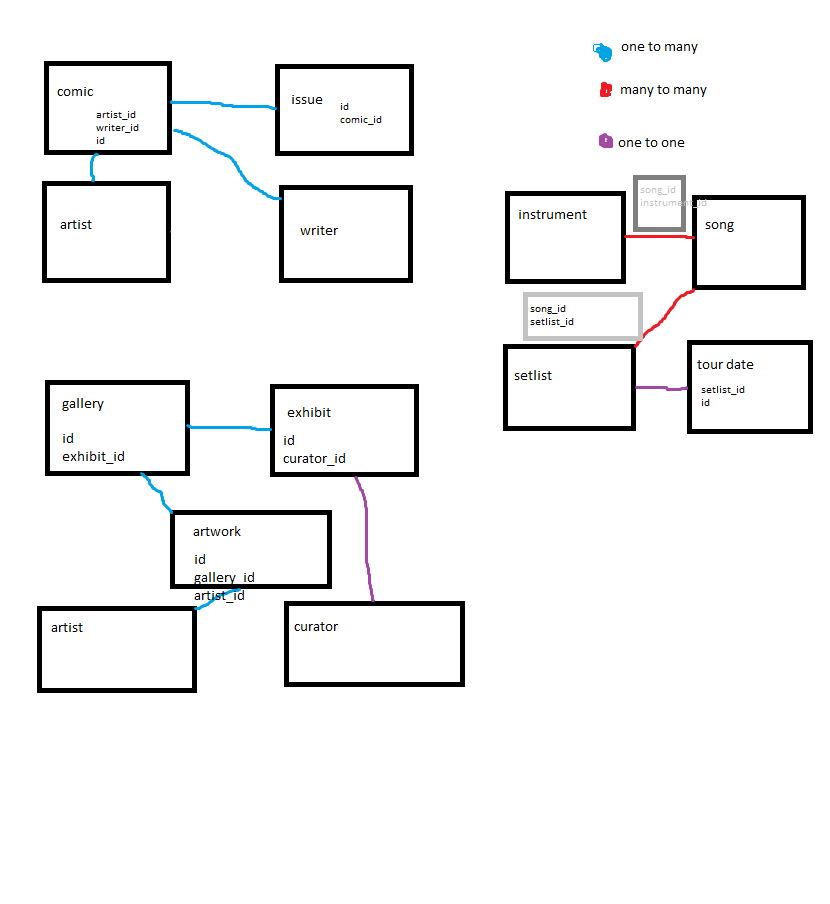 one to many
many to many
one to one
comic
artist_id
writer_id
id
issue
id
comic_id
artist
writer
instrument
song_id
instrument_id
song
song_id
setlist_id
setlist
tour date
setlist_id
id
gallery
id
exhibit_id
exhibit
id
curator_id
artwork
id
gallery_id
artist_id
artist
curator